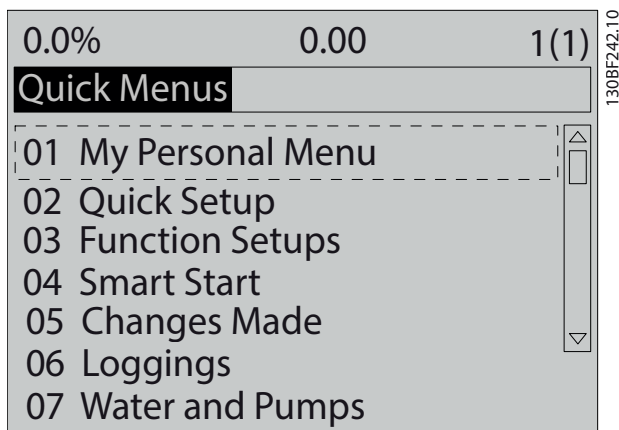 0.0% 0.00 1(1)
Quick Menus
01 My Personal Menu
02 Quick Setup
03 Function Setups
04 Smart Start
05 Changes Made
06 Loggings
07 Water and Pumps
130BF242.10